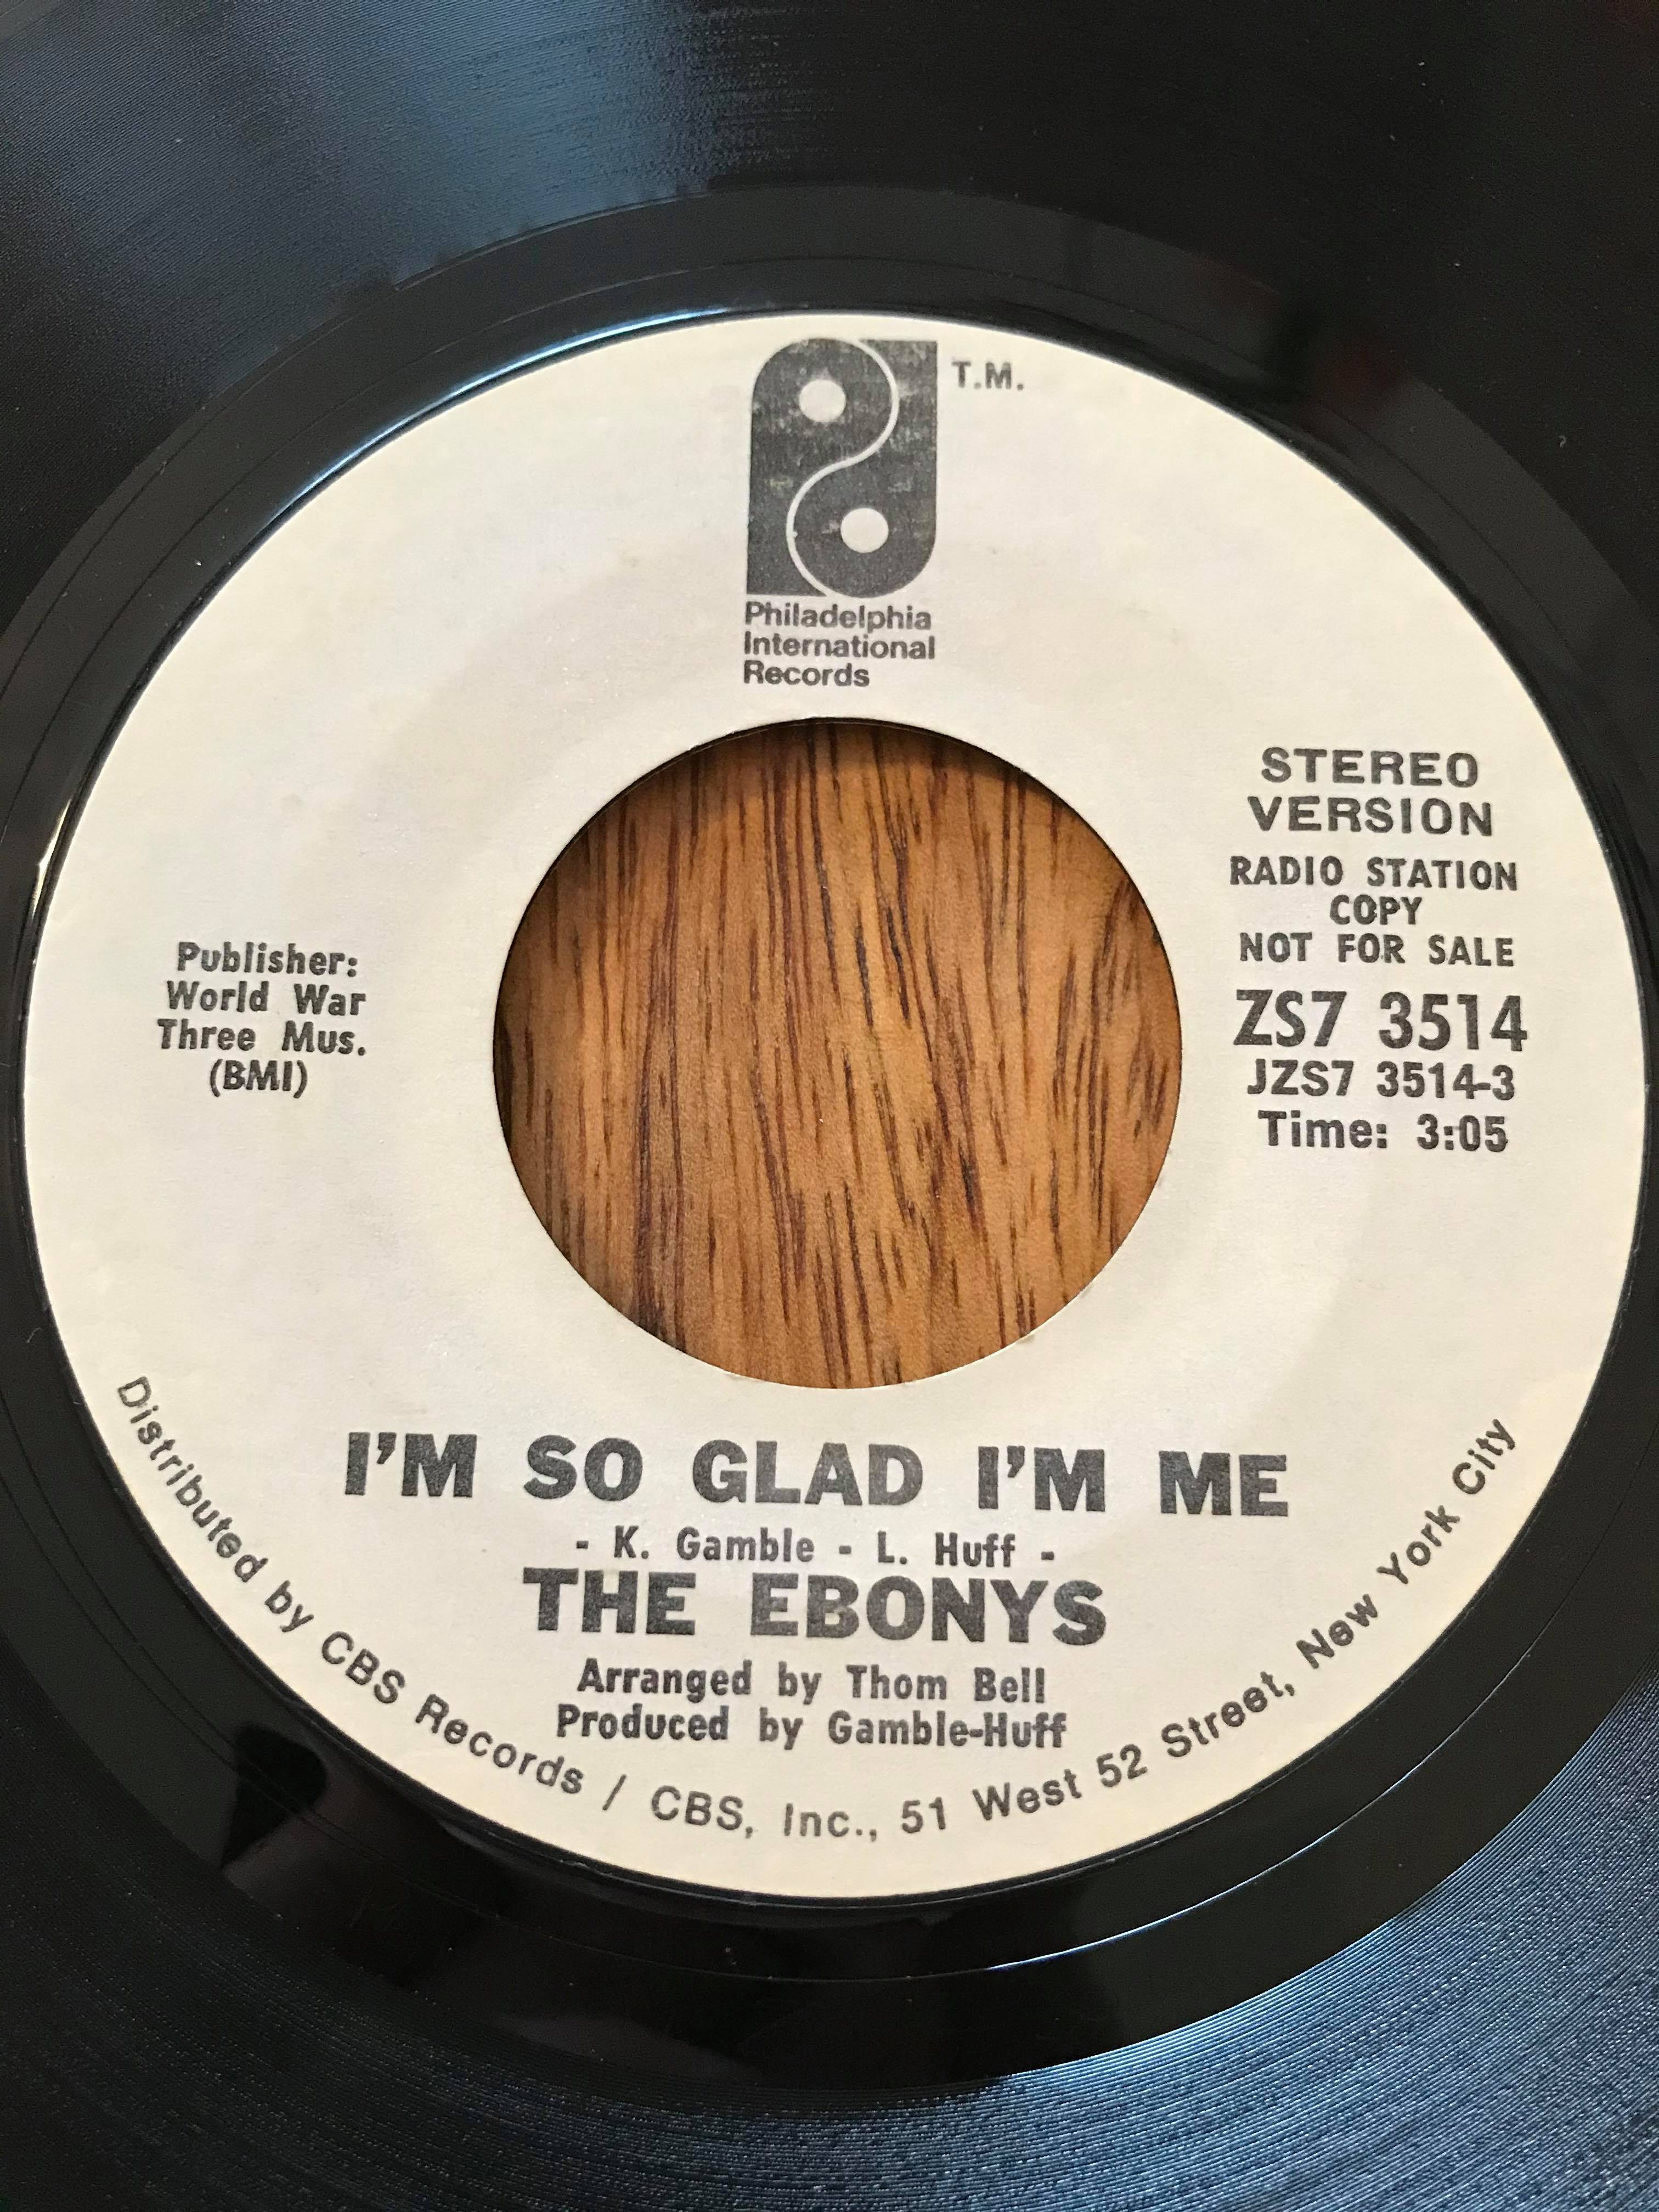 T.M.
Philadelphia
International
Records
STEREO
VERSION
RADIO STATION
COPY
NOT FOR SALE
ZS7 3514
JZS7 3514-3
Time: 3:05
Publisher:
World War
Three Mus.
(BMI)
I'M SO GLAD I'M ME
- K. Gamble - L. Huff -
THE EBONYS
Arranged by Thom Bell
Produced by Gamble-Huff
Distributed by CBS Records / CBS, Inc., 51 West 52 Street, New York City